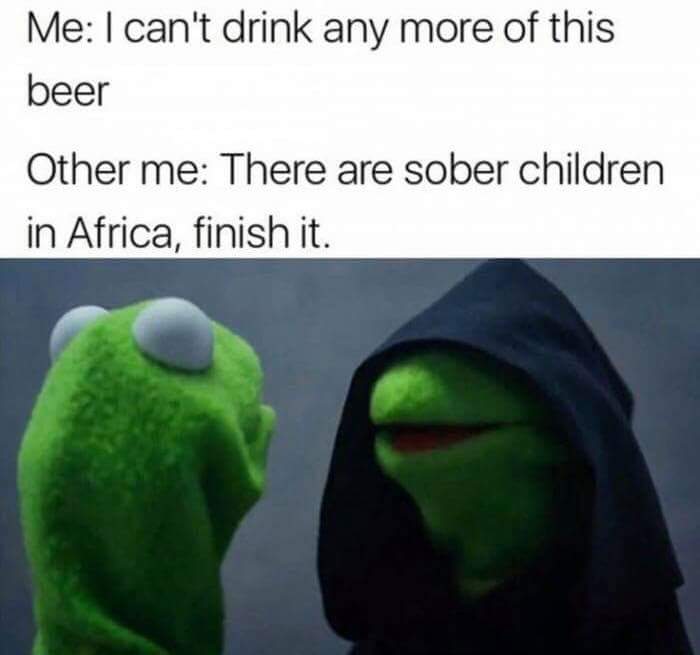 Me: I can't drink any more of this
beer
Other me: There are sober children
in Africa, finish it.